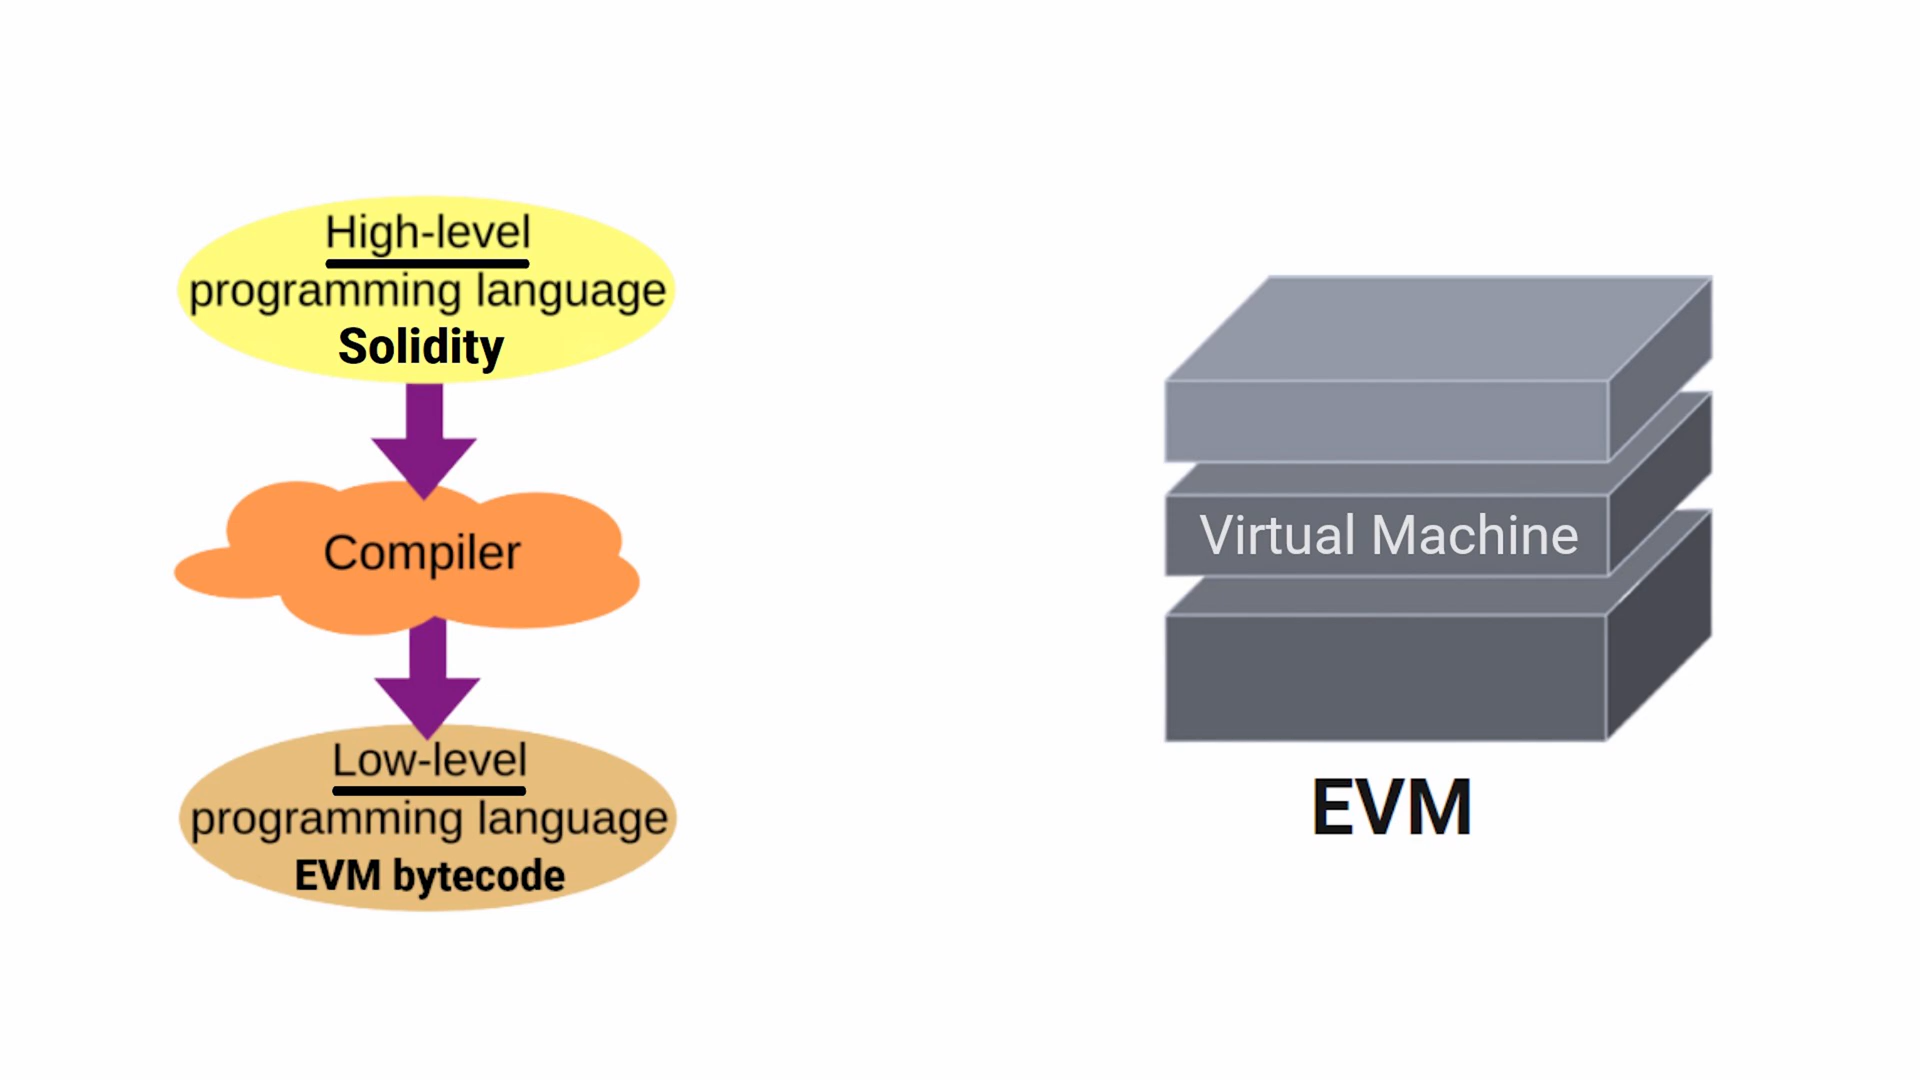 High-level
programming language
Solidity
Compiler
Low-level
programming language
EVM bytecode
Virtual Machine
EVM